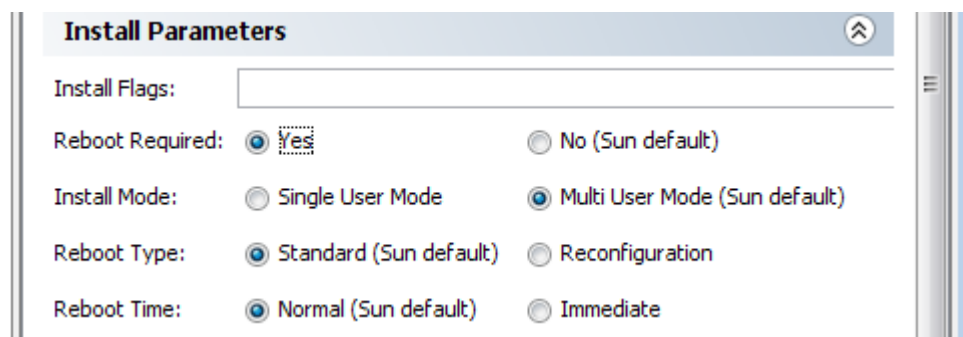 Install Parameters
Install Flags:
Reboot Required: Yes No (Sun default)
Install Mode: Single User Mode Multi User Mode (Sun default)
Reboot Type: Standard (Sun default) Reconfiguration
Reboot Time: Normal (Sun default) Immediate